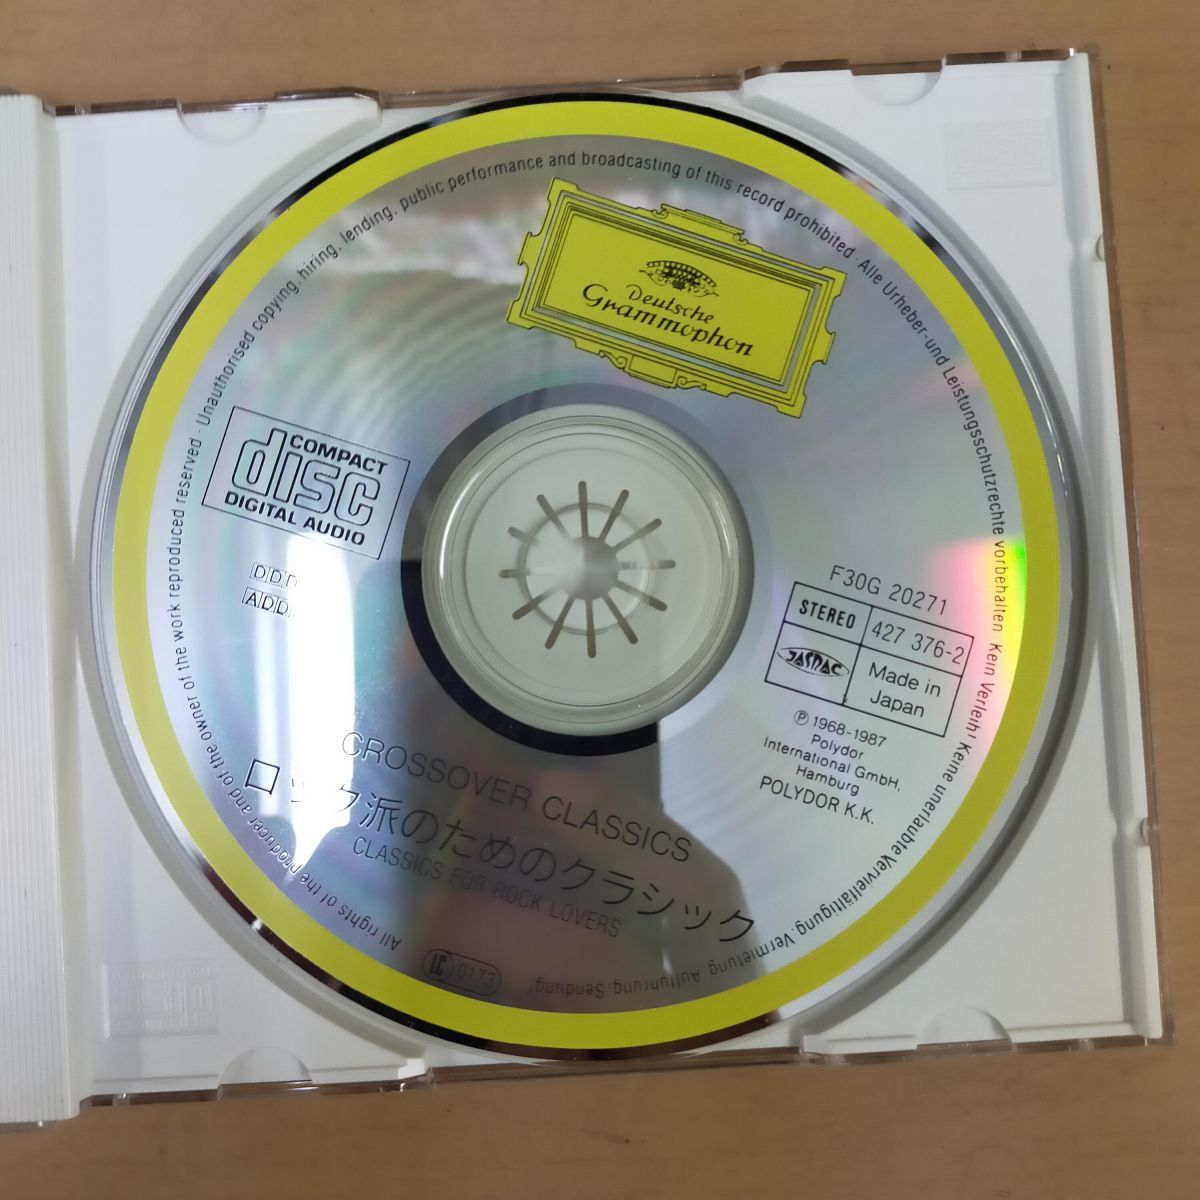 All rights of the producer and of the owner of the work reproduced reserved · Unauthorised copying, hiring, lending, public performance and broadcasting of this record prohibited · Alle Urheber-und Leistungsschutzrechte vorbehalten · Kein Verleih! Keine unerlaubte Vervielfältigung, Vermietung, Aufführung, Sendung!
Deutsche
Grammophon
COMPACT
disc
DIGITAL AUDIO
DDD
ADD
F30G 20271
STEREO
427 376-2
JASRAC
Made in
Japan
℗ 1968-1987
Polydor
International GmbH,
Hamburg
POLYDOR K.K.
CROSSOVER CLASSICS
ロック派のためのクラシック
CLASSICS FOR ROCK LOVERS
LC 0173